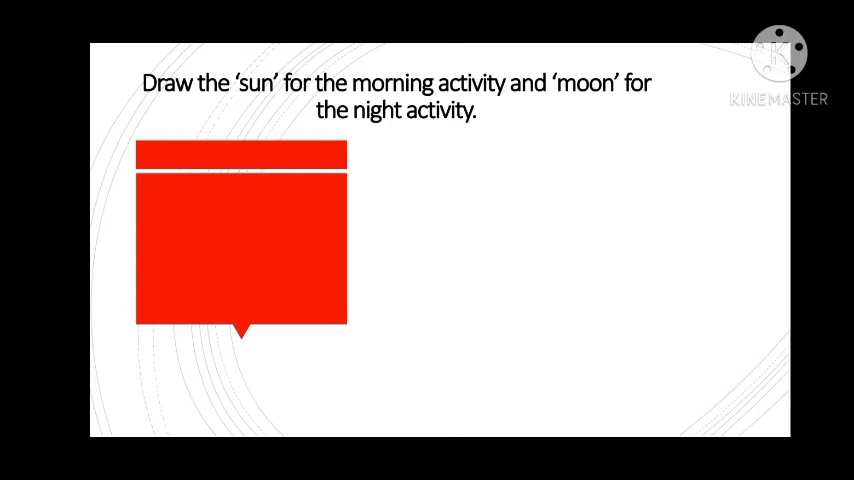 Draw the ‘sun’ for the morning activity and ‘moon’ for
the night activity.
KINEMASTER